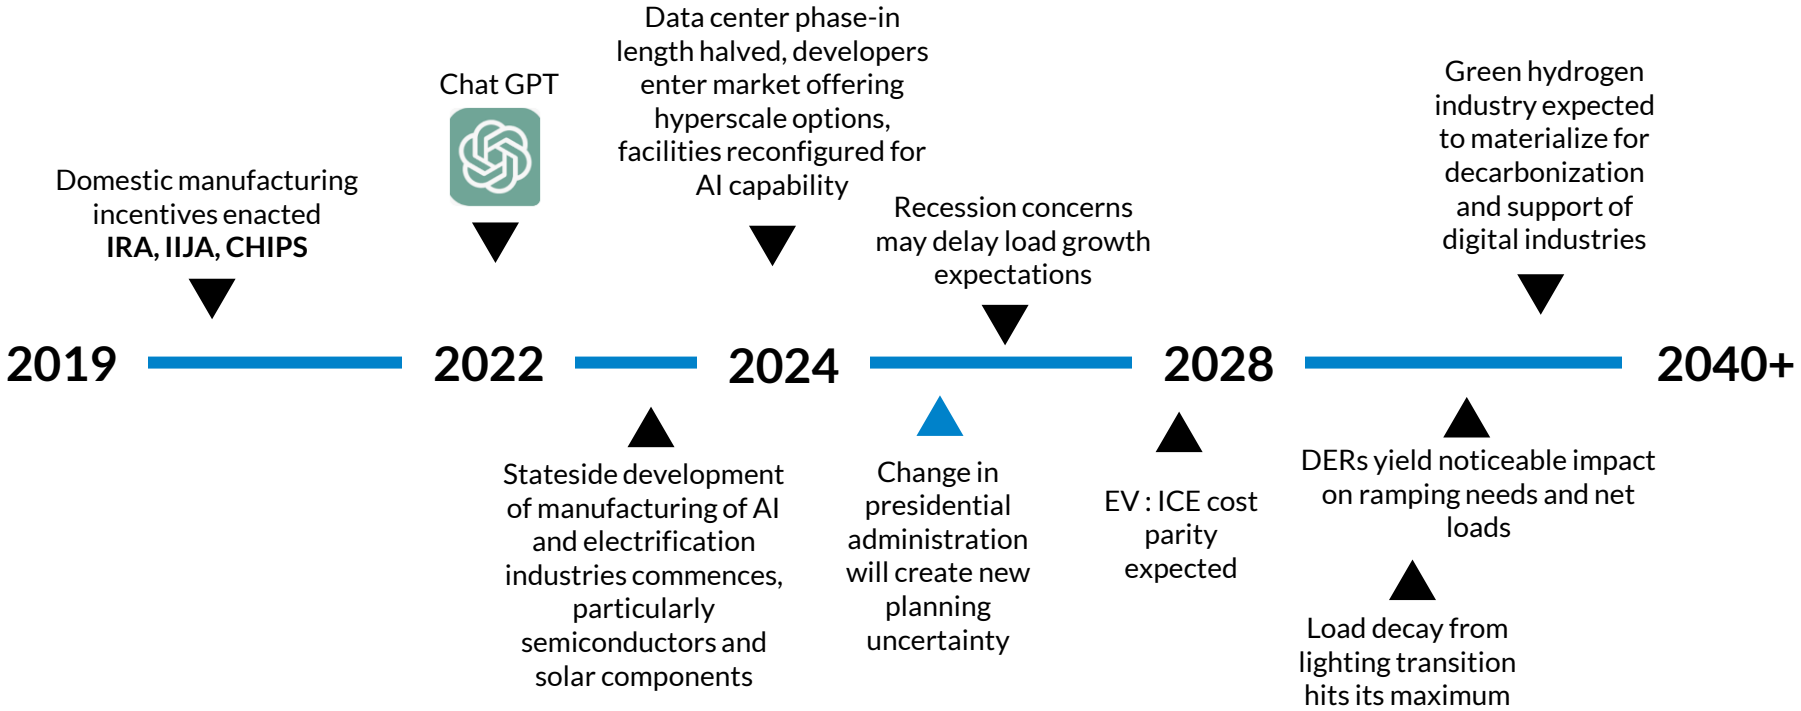 Domestic manufacturing
incentives enacted
IRA, IIJA, CHIPS
Chat GPT
Data center phase-in
length halved, developers
enter market offering
hyperscale options,
facilities reconfigured for
AI capability
Recession concerns
may delay load growth
expectations
Green hydrogen
industry expected
to materialize for
decarbonization
and support of
digital industries
2019
2022
2024
2028
2040+
Stateside development
of manufacturing of AI
and electrification
industries commences,
particularly
semiconductors and
solar components
Change in
presidential
administration
will create new
planning
uncertainty
EV : ICE cost
parity
expected
DERs yield noticeable impact
on ramping needs and net
loads
Load decay from
lighting transition
hits its maximum